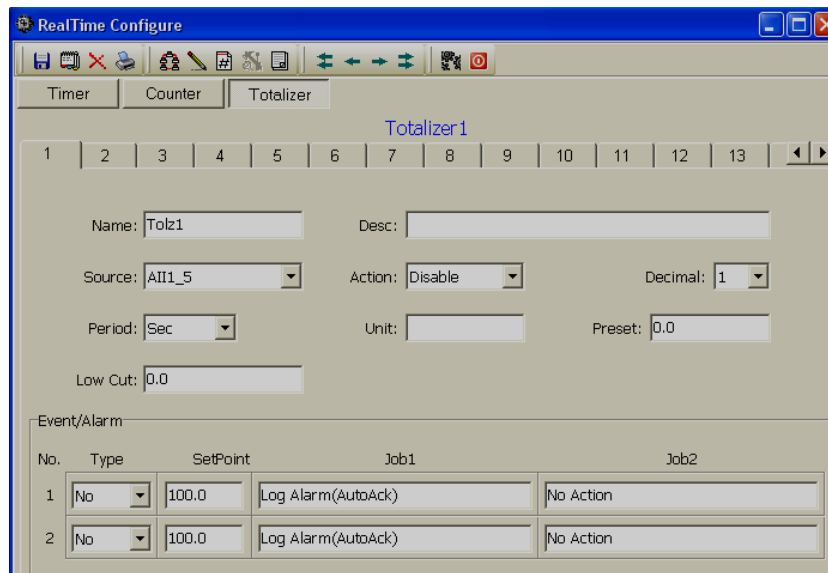 RealTime Configure
Timer Counter Totalizer
Totalizer1
1 2 3 4 5 6 7 8 9 10 11 12 13
Name: Tolz1 Desc:
Source: AII1_5 Action: Disable Decimal: 1
Period: Sec Unit: Preset: 0.0
Low Cut: 0.0
Event/Alarm
No. Type SetPoint Job1 Job2
1 No 100.0 Log Alarm(AutoAck) No Action
2 No 100.0 Log Alarm(AutoAck) No Action